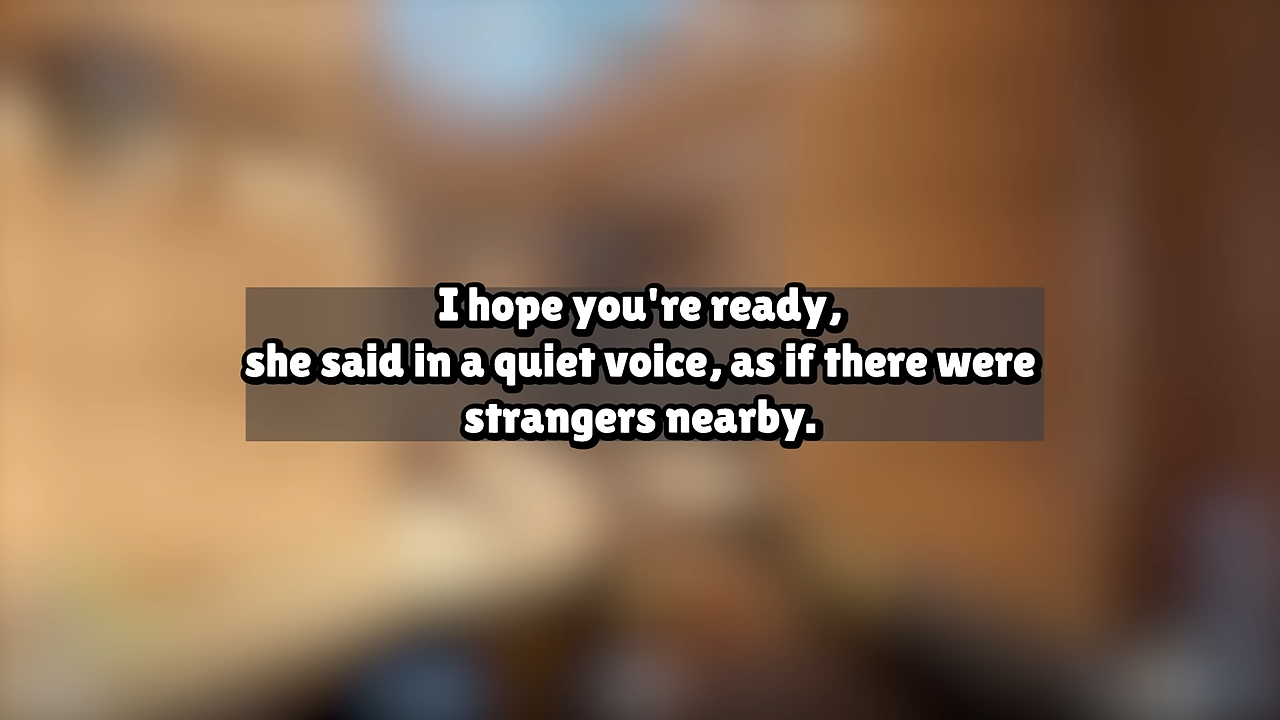 I hope you're ready,
she said in a quiet voice, as if there were
strangers nearby.